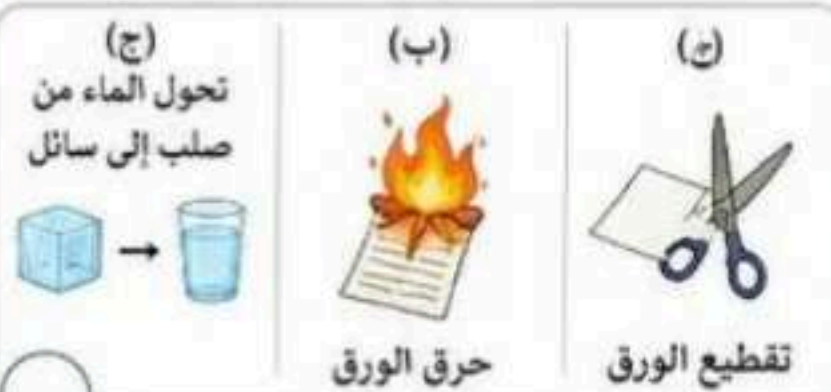 (ب)
حرق الورق
تقطيع الورق
(ج)
تحول الماء من
صلب إلى سائل